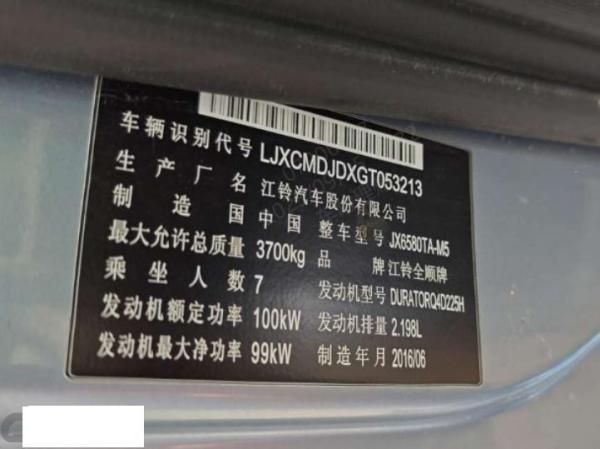 车辆识别代号 LJXCMDJDXGT053213
生产厂名 江铃汽车股份有限公司
制造国 中国 整车型号 JX6580TA-M5
最大允许总质量 3700kg 品牌 江铃全顺牌
乘坐人数 7 发动机型号 DURATORQ4D225H
发动机额定功率 100kW 发动机排量 2.198L
发动机最大净功率 99kW 制造年月 2016/06